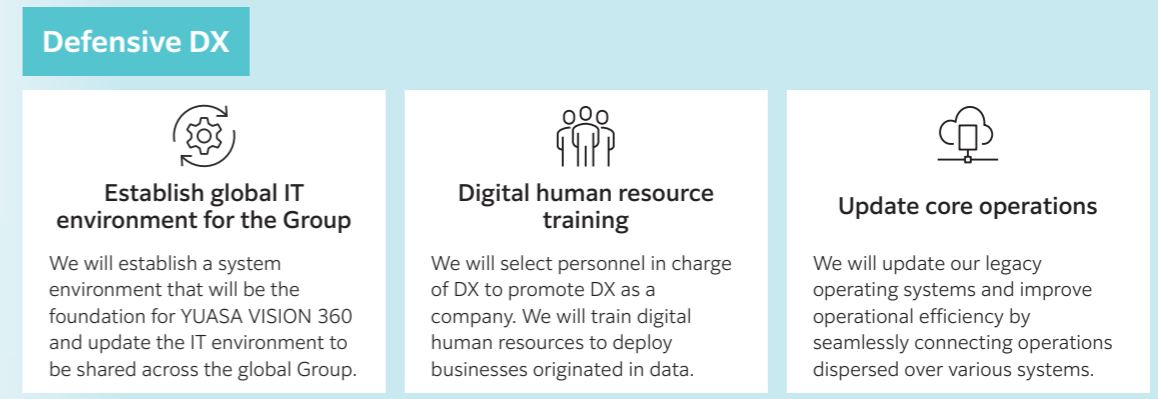 Defensive DX
Establish global IT
environment for the Group
We will establish a system
environment that will be the
foundation for YUASA VISION 360
and update the IT environment to
be shared across the global Group.
Digital human resource
training
We will select personnel in charge
of DX to promote DX as a
company. We will train digital
human resources to deploy
businesses originated in data.
Update core operations
We will update our legacy
operating systems and improve
operational efficiency by
seamlessly connecting operations
dispersed over various systems.